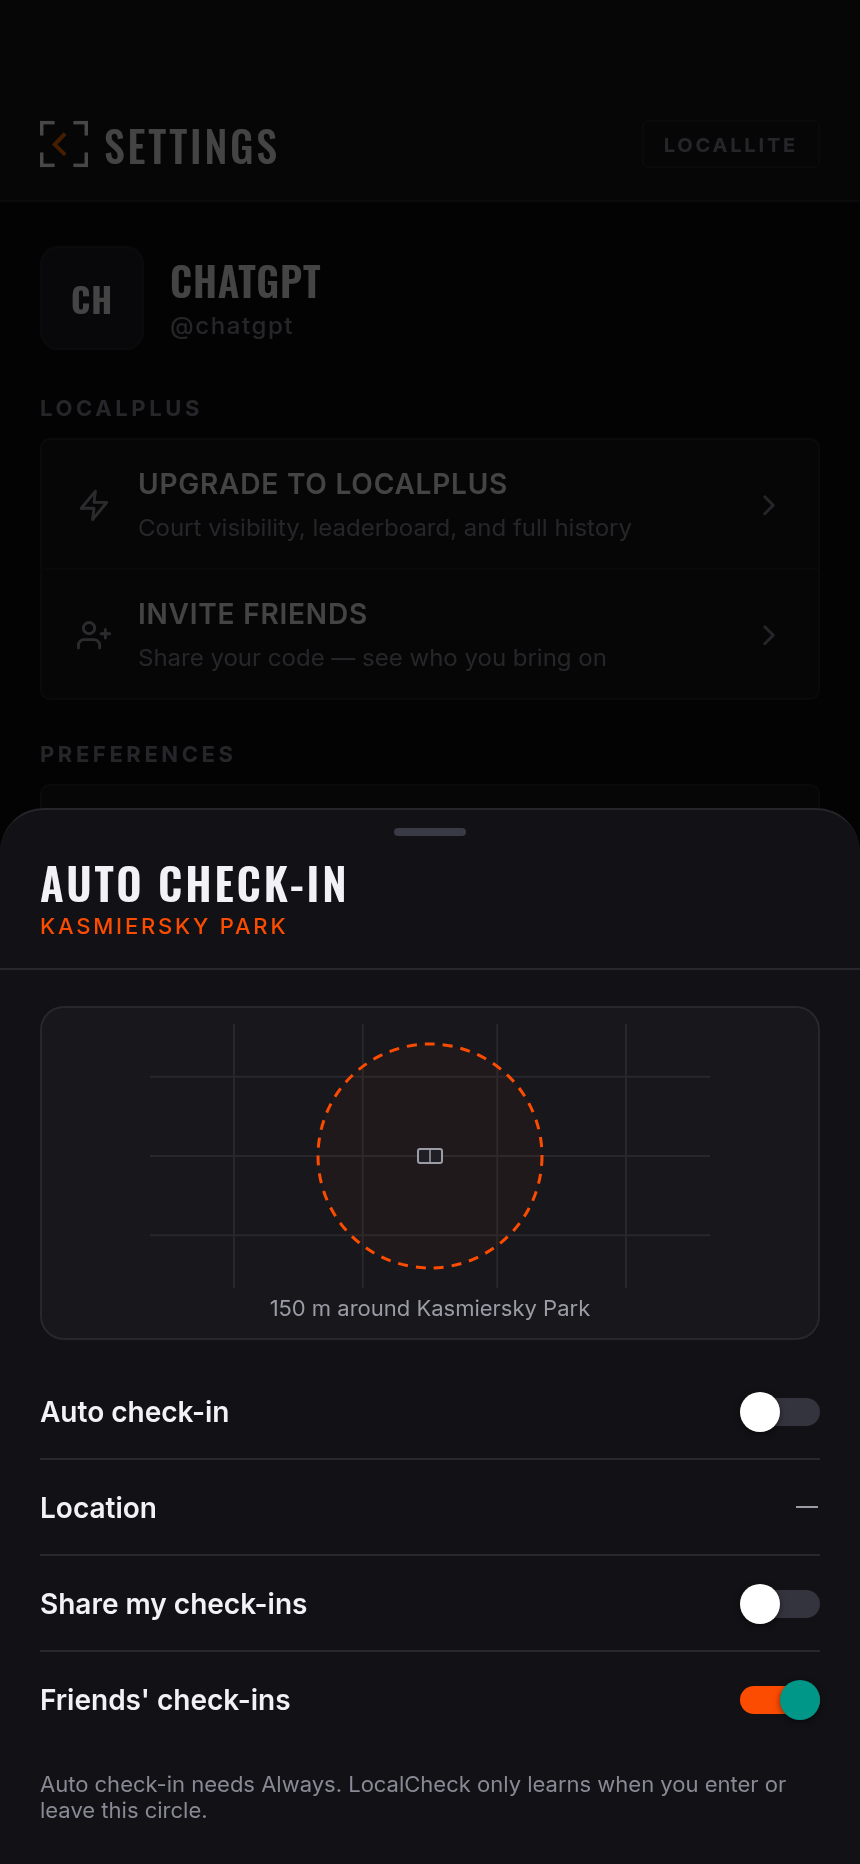 SETTINGS
LOCALLITE
CH
CHATGPT
@chatgpt
LOCALPLUS
UPGRADE TO LOCALPLUS
Court visibility, leaderboard, and full history
INVITE FRIENDS
Share your code — see who you bring on
PREFERENCES
AUTO CHECK-IN
KASMIERSKY PARK
150 m around Kasmiersky Park
Auto check-in
Location —
Share my check-ins
Friends' check-ins
Auto check-in needs Always. LocalCheck only learns when you enter or
leave this circle.